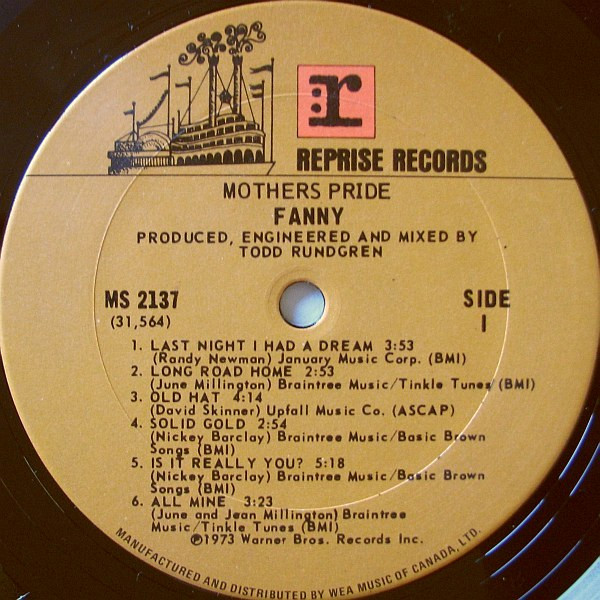 r
REPRISE RECORDS
MOTHERS PRIDE
FANNY
PRODUCED, ENGINEERED AND MIXED BY
TODD RUNDGREN
MS 2137
(31,564)
SIDE
1
1. LAST NIGHT I HAD A DREAM 3:53
(Randy Newman) January Music Corp. (BMI)
2. LONG ROAD HOME 2:53
(June Millington) Braintree Music/Tinkle Tunes (BMI)
3. OLD HAT 4:14
(David Skinner) Upfall Music Co. (ASCAP)
4. SOLID GOLD 2:54
(Nickey Barclay) Braintree Music/Basic Brown
Songs (BMI)
5. IS IT REALLY YOU? 5:18
(Nickey Barclay) Braintree Music/Basic Brown
Songs (BMI)
6. ALL MINE 3:23
(June and Jean Millington) Braintree
Music/Tinkle Tunes (BMI)
℗1973 Warner Bros. Records Inc.
MANUFACTURED AND DISTRIBUTED BY WEA MUSIC OF CANADA, LTD.